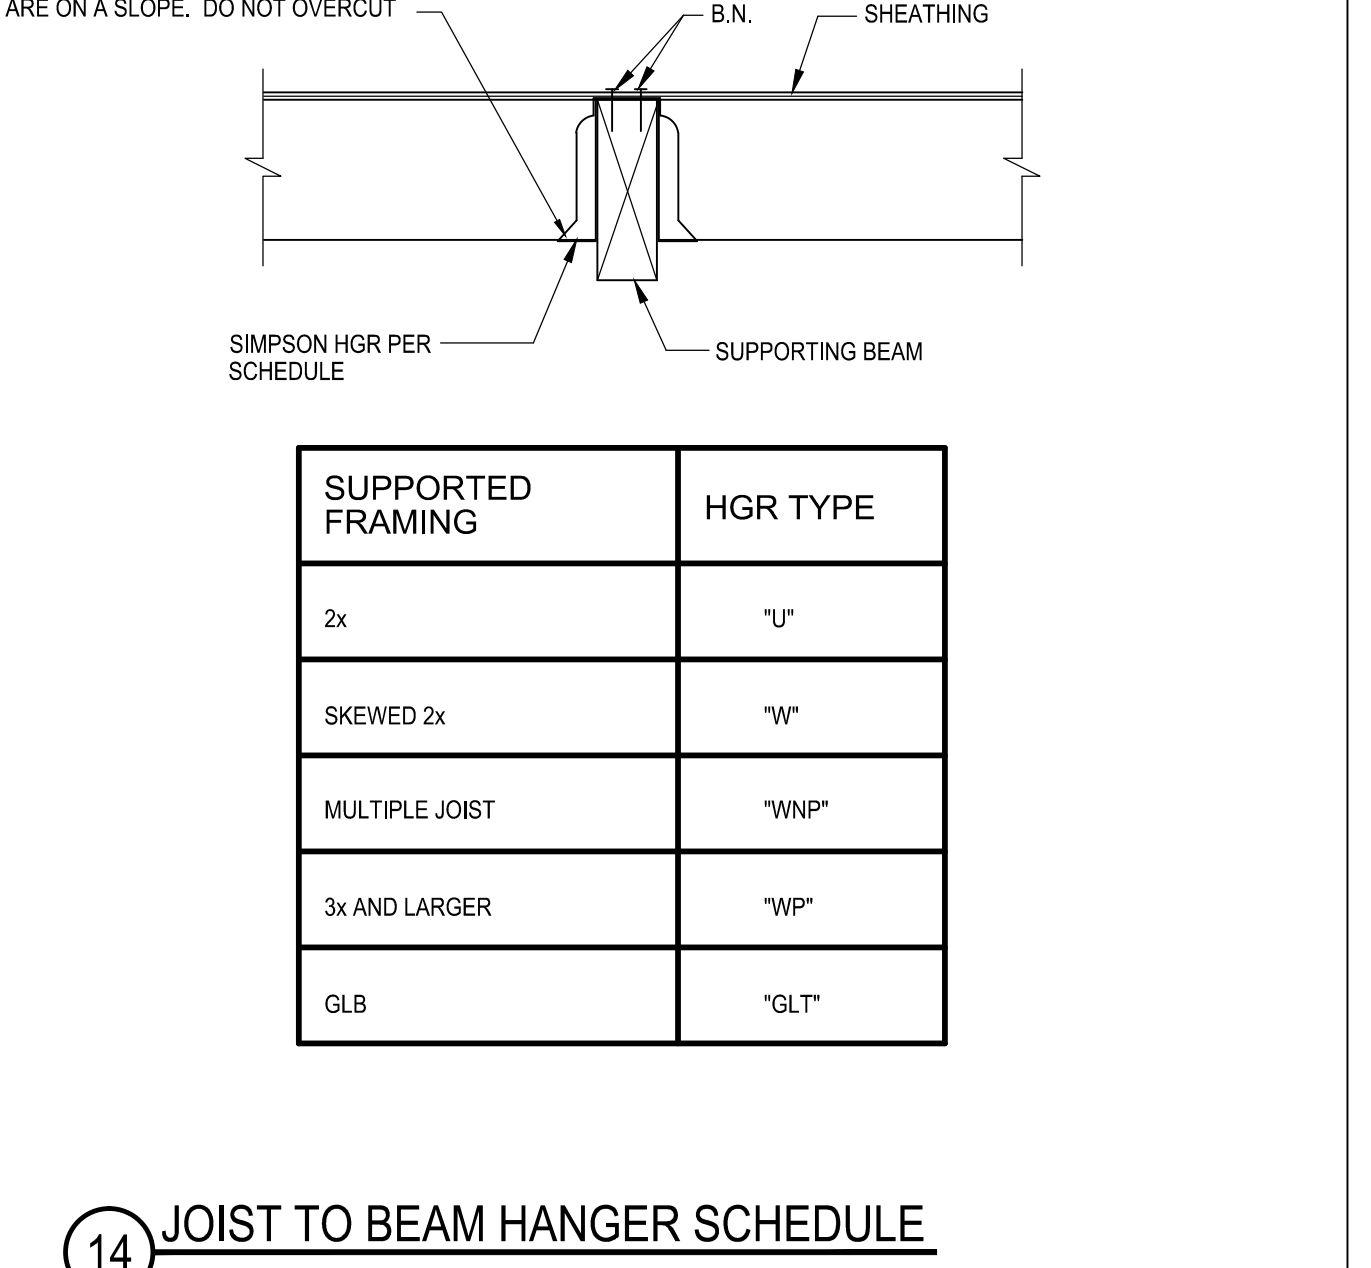 ARE ON A SLOPE. DO NOT OVERCUT
B.N.
SHEATHING
SIMPSON HGR PER
SCHEDULE
SUPPORTING BEAM
SUPPORTED
FRAMING
HGR TYPE
2x
"U"
SKEWED 2x
"W"
MULTIPLE JOIST
"WNP"
3x AND LARGER
"WP"
GLB
"GLT"
14
JOIST TO BEAM HANGER SCHEDULE